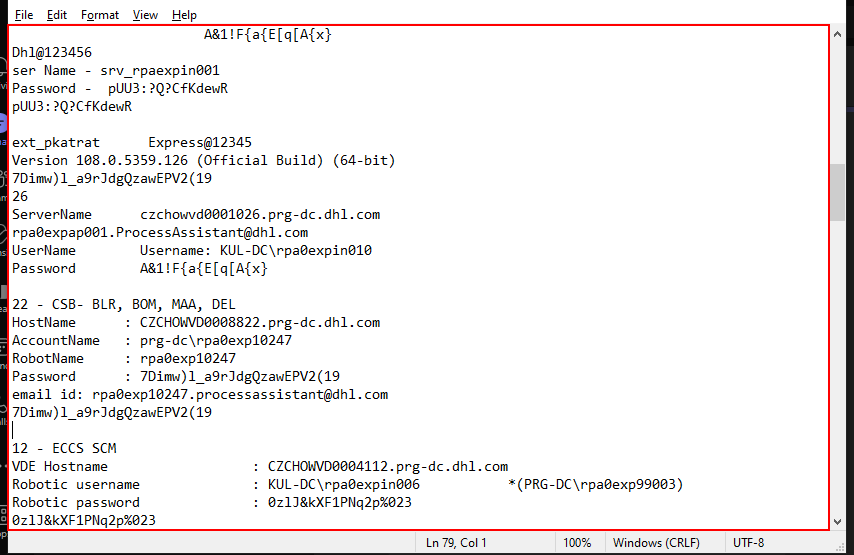 File Edit Format View Help
A&1!F{a{E[q[A{x}
Dhl@123456
ser Name - srv_rpaexpin001
Password - pUU3:?Q?CfKdewR
pUU3:?Q?CfKdewR
ext_pkatrat Express@12345
Version 108.0.5359.126 (Official Build) (64-bit)
7Dimw)l_a9rJdgQzawEPV2(19
26
ServerName czchowvd0001026.prg-dc.dhl.com
rpa0expap001.ProcessAssistant@dhl.com
UserName Username: KUL-DC\rpa0expin010
Password A&1!F{a{E[q[A{x}
22 - CSB- BLR, BOM, MAA, DEL
HostName : CZCHOWVD0008822.prg-dc.dhl.com
AccountName : prg-dc\rpa0exp10247
RobotName : rpa0exp10247
Password : 7Dimw)l_a9rJdgQzawEPV2(19
email id: rpa0exp10247.processassistant@dhl.com
7Dimw)l_a9rJdgQzawEPV2(19
12 - ECCS SCM
VDE Hostname : CZCHOWVD0004112.prg-dc.dhl.com
Robotic username : KUL-DC\rpa0expin006 *(PRG-DC\rpa0exp99003)
Robotic password : 0zlJ&kXF1PNq2p%023
0zlJ&kXF1PNq2p%023
Ln 79, Col 1 100% Windows (CRLF) UTF-8